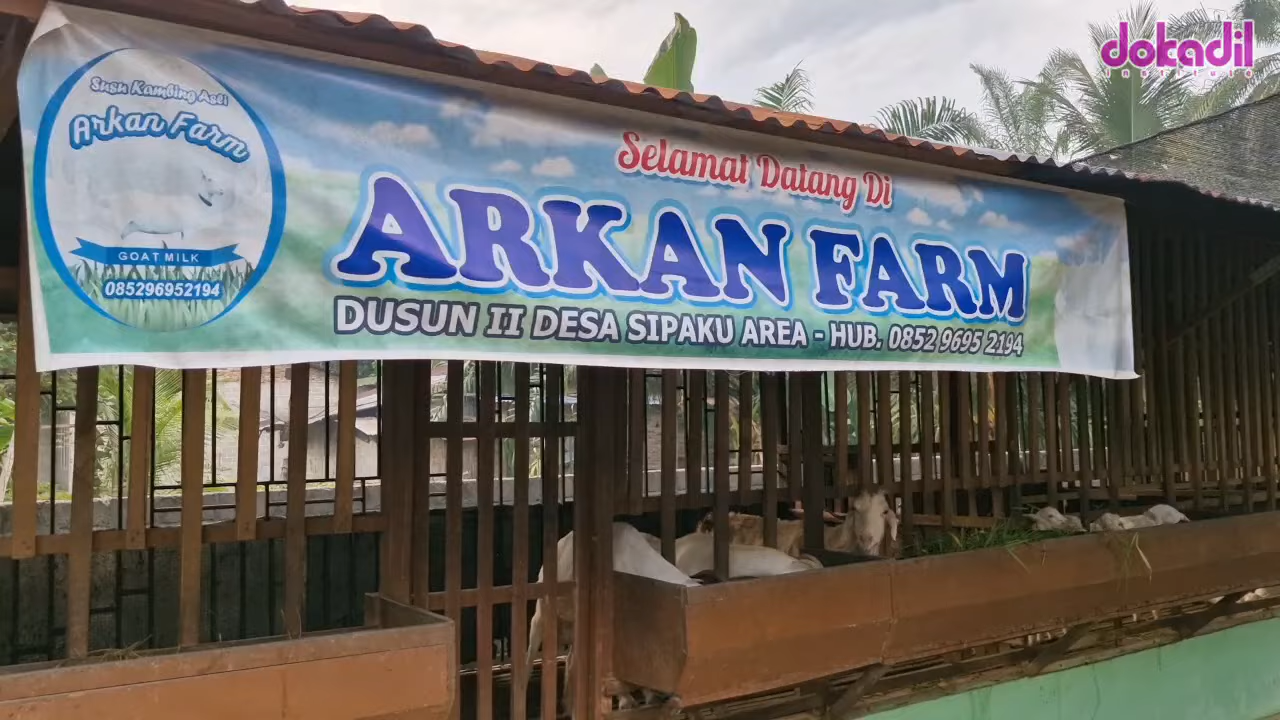 Susu Kambing Asli
Arkan Farm
GOAT MILK
085296952194
Selamat Datang Di
ARKAN FARM
DUSUN II DESA SIPAKU AREA - HUB. 0852 9695 2194
dokadil
institute